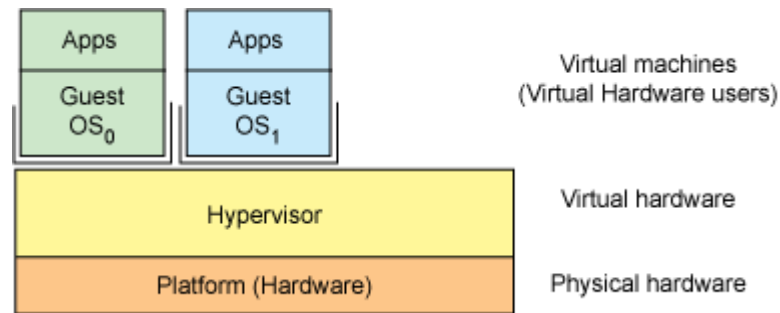 Apps
Apps
Virtual machines
(Virtual Hardware users)
Guest
OS0
Guest
OS1
Hypervisor
Virtual hardware
Platform (Hardware)
Physical hardware